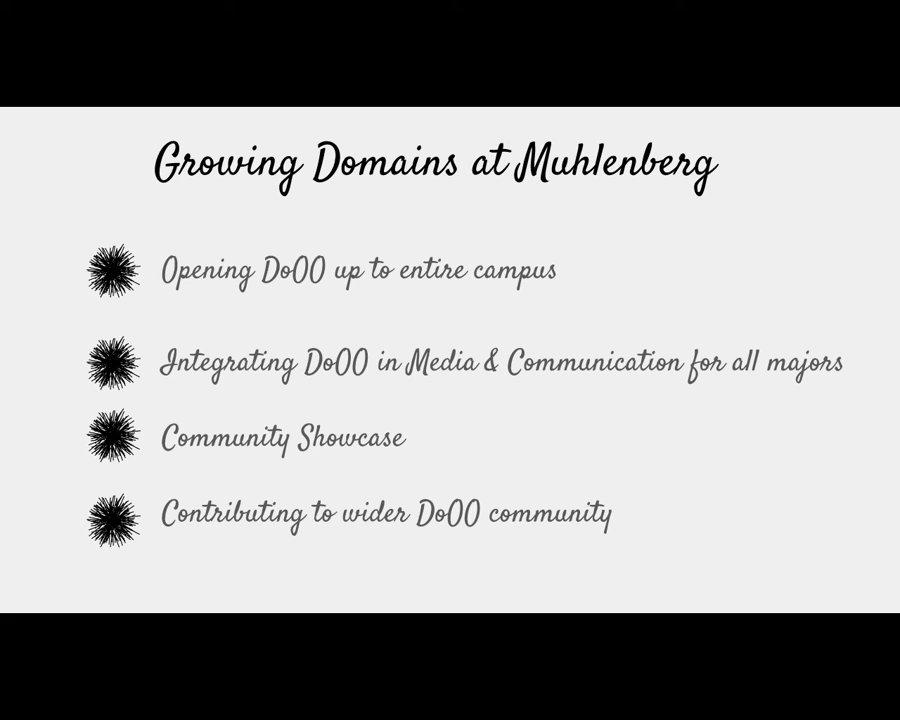 Growing Domains at Muhlenberg
Opening DoOO up to entire campus
Integrating DoOO in Media & Communication for all majors
Community Showcase
Contributing to wider DoOO community